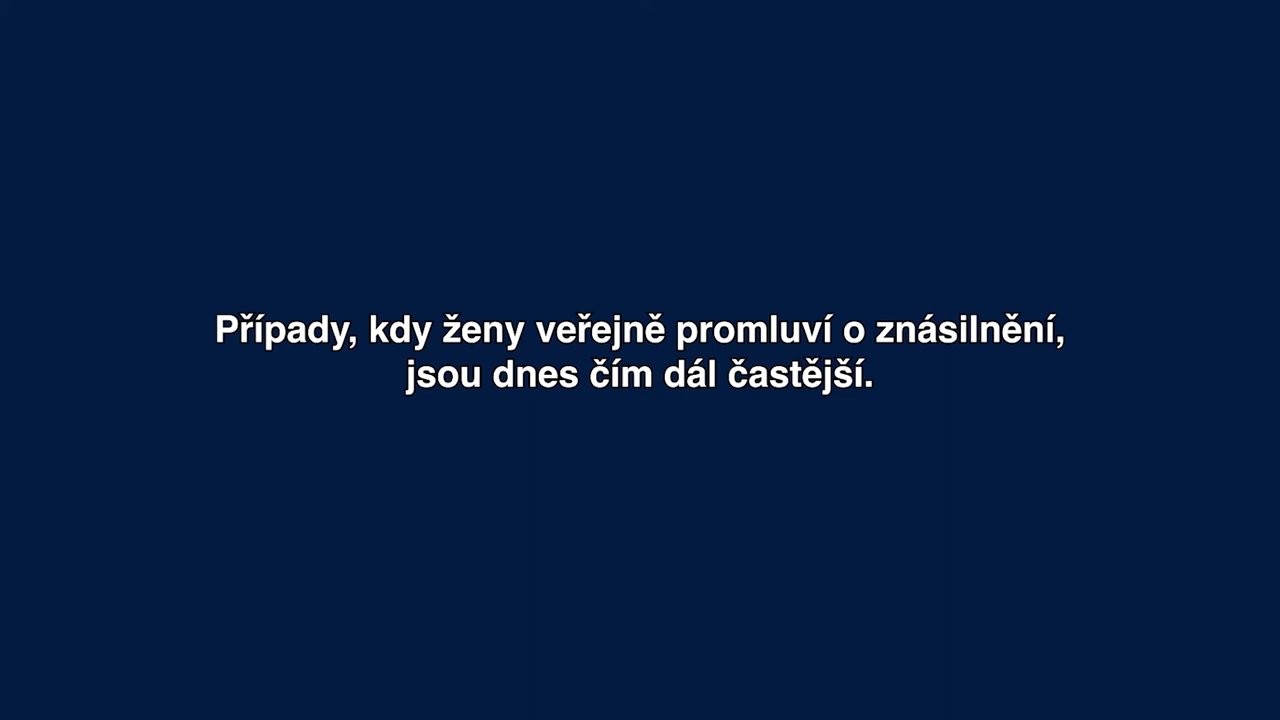 Případy, kdy ženy veřejně promluví o znásilnění,
jsou dnes čím dál častější.